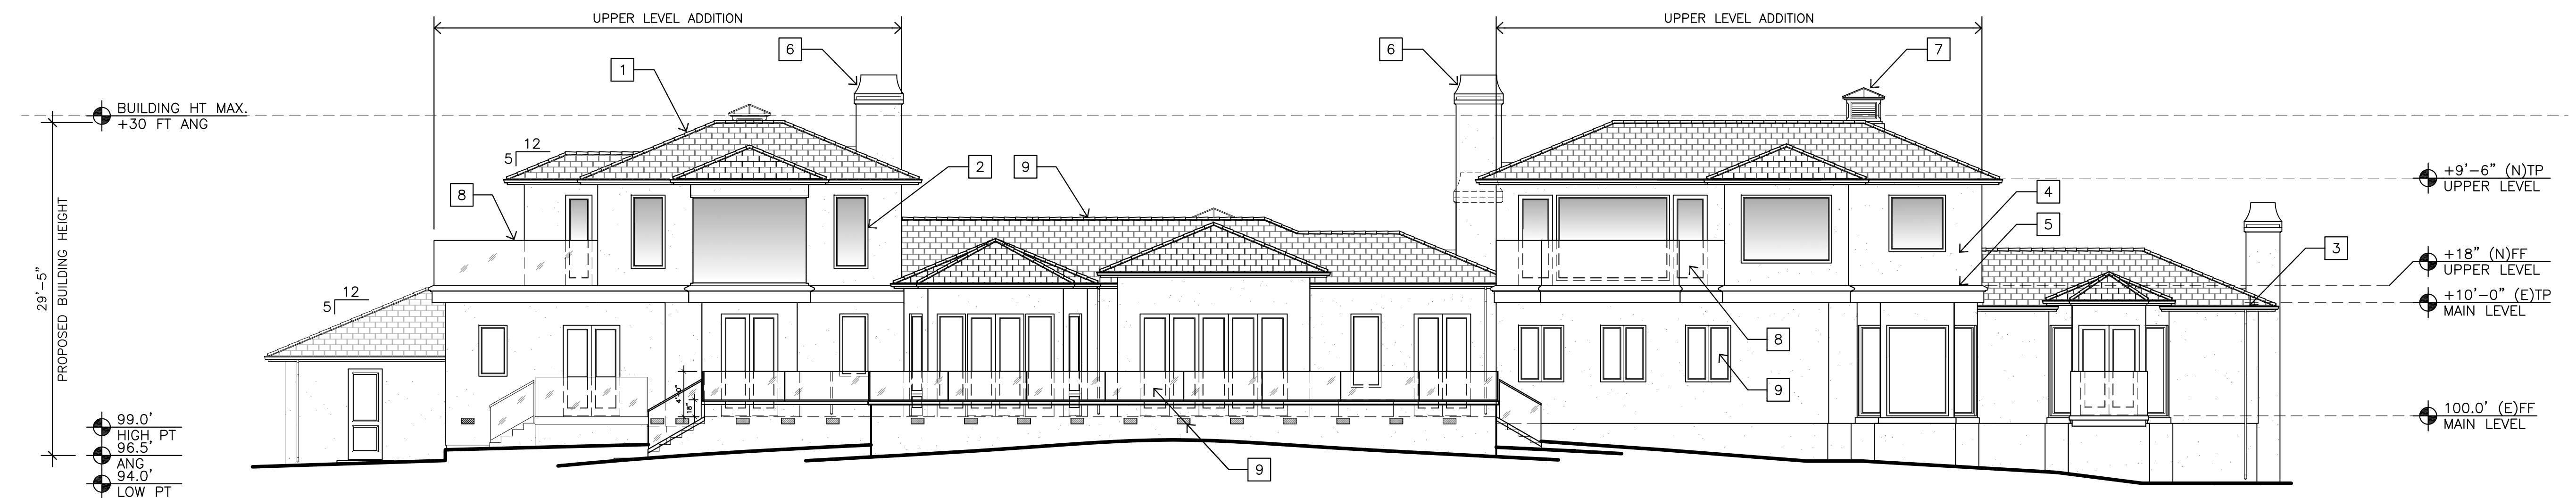 UPPER LEVEL ADDITION
UPPER LEVEL ADDITION
6
6
7
1
BUILDING HT MAX.
+30 FT ANG
12
5
2
9
8
+9'-6" (N)TP
UPPER LEVEL
4
5
3
+18" (N)FF
UPPER LEVEL
+10'-0" (E)TP
MAIN LEVEL
29'-5"
PROPOSED BUILDING HEIGHT
12
5
8
9
4'-0"
18"
100.0' (E)FF
MAIN LEVEL
99.0'
HIGH PT
96.5'
ANG
94.0'
LOW PT
9